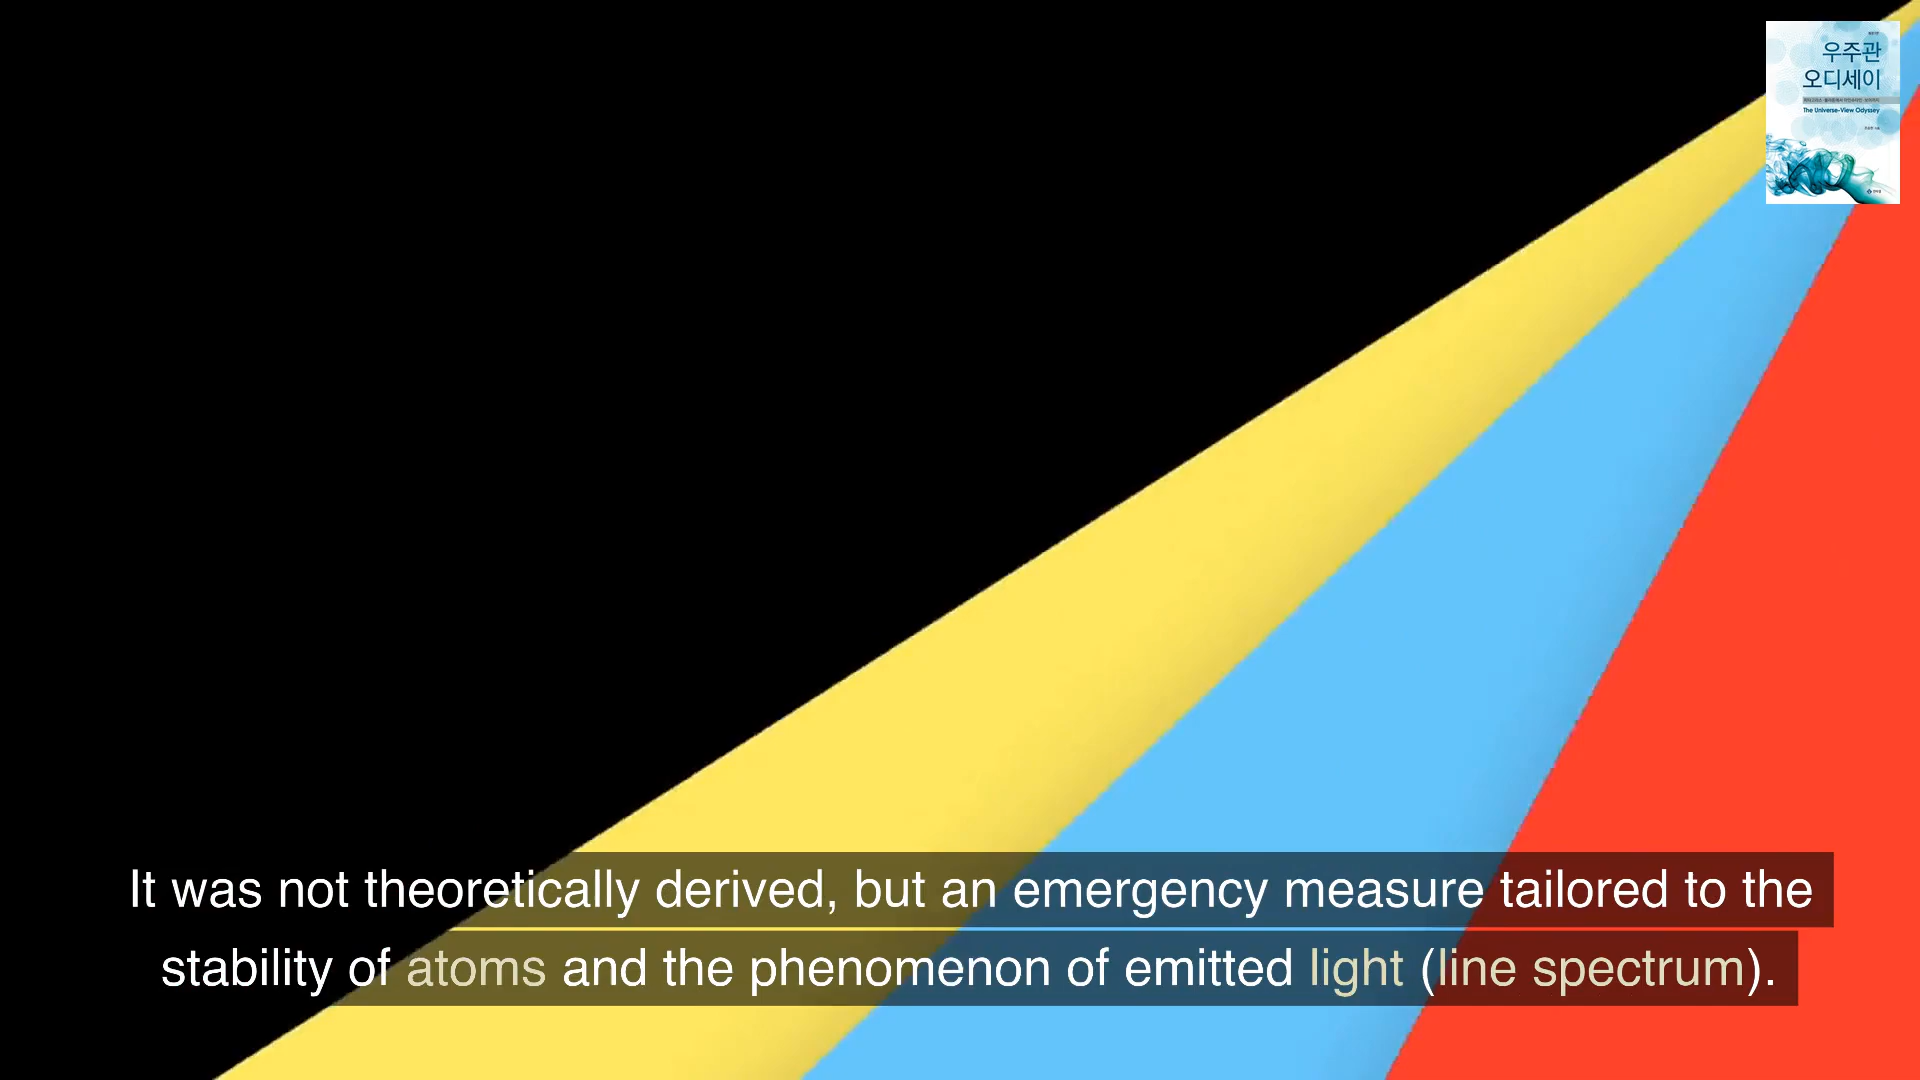 우주관
오디세이
The Universe-View Odyssey
It was not theoretically derived, but an emergency measure tailored to the
stability of atoms and the phenomenon of emitted light (line spectrum).